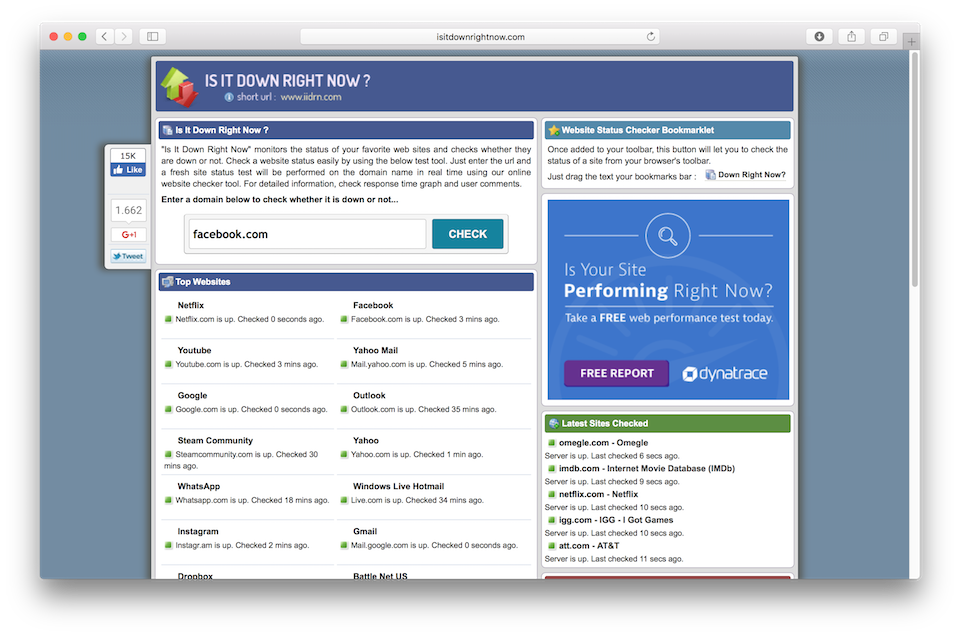 isitdownrightnow.com
IS IT DOWN RIGHT NOW ?
short url : www.iidrn.com
15K
Like
1.662
G+1
Tweet
Is It Down Right Now ?
"Is It Down Right Now" monitors the status of your favorite web sites and checks whether they
are down or not. Check a website status easily by using the below test tool. Just enter the url and
a fresh site status test will be performed on the domain name in real time using our online
website checker tool. For detailed information, check response time graph and user comments.
Enter a domain below to check whether it is down or not...
facebook.com
CHECK
Top Websites
Netflix
Netflix.com is up. Checked 0 seconds ago.
Facebook
Facebook.com is up. Checked 3 mins ago.
Youtube
Youtube.com is up. Checked 3 mins ago.
Yahoo Mail
Mail.yahoo.com is up. Checked 5 mins ago.
Google
Google.com is up. Checked 0 seconds ago.
Outlook
Outlook.com is up. Checked 35 mins ago.
Steam Community
Steamcommunity.com is up. Checked 30
mins ago.
Yahoo
Yahoo.com is up. Checked 1 min ago.
WhatsApp
Whatsapp.com is up. Checked 18 mins ago.
Windows Live Hotmail
Live.com is up. Checked 34 mins ago.
Instagram
Instagr.am is up. Checked 2 mins ago.
Gmail
Mail.google.com is up. Checked 0 seconds ago.
Dropbox
Battle Net US
Website Status Checker Bookmarklet
Once added to your toolbar, this button will let you to check the
status of a site from your browser's toolbar.
Just drag the text your bookmarks bar : Down Right Now?
Is Your Site
Performing Right Now?
Take a FREE web performance test today.
FREE REPORT
dynatrace
Latest Sites Checked
omegle.com - Omegle
Server is up. Last checked 6 secs ago.
imdb.com - Internet Movie Database (IMDb)
Server is up. Last checked 9 secs ago.
netflix.com - Netflix
Server is up. Last checked 10 secs ago.
igg.com - IGG - I Got Games
Server is up. Last checked 10 secs ago.
att.com - AT&T
Server is up. Last checked 11 secs ago.